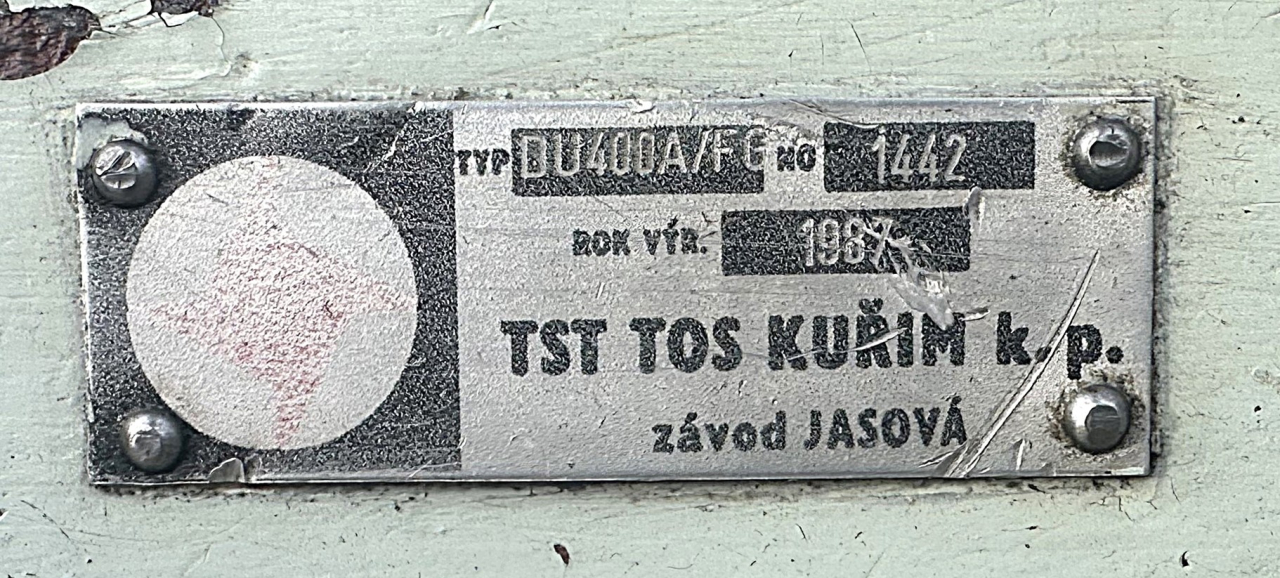 TYP DU400A/FG NO 1442
ROK VÝR. 1987
TST TOS KUŘIM k.p.
závod JASOVÁ